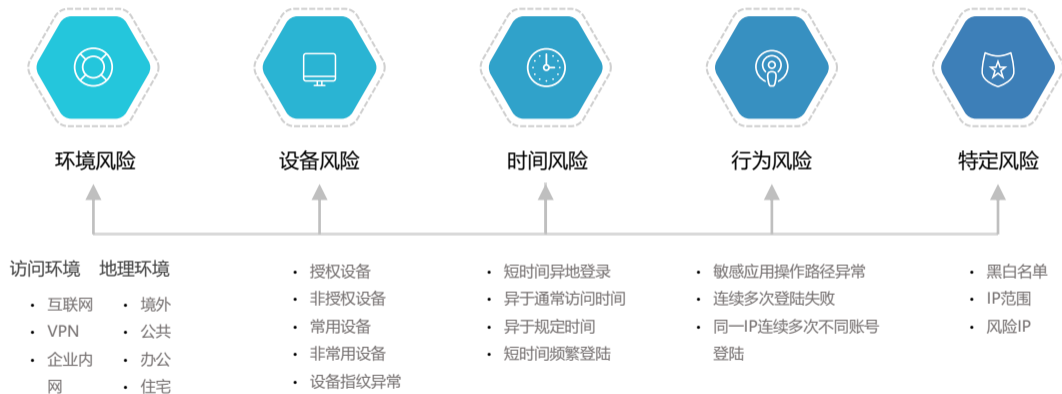 环境风险
设备风险
时间风险
行为风险
特定风险
访问环境 地理环境
• 互联网
• VPN
• 企业内
网
• 境外
• 公共
• 办公
• 住宅
• 授权设备
• 非授权设备
• 常用设备
• 非常用设备
• 设备指纹异常
• 短时间异地登录
• 异于通常访问时间
• 异于规定时间
• 短时间频繁登陆
• 敏感应用操作路径异常
• 连续多次登陆失败
• 同一IP连续多次不同账号
登陆
• 黑白名单
• IP范围
• 风险IP